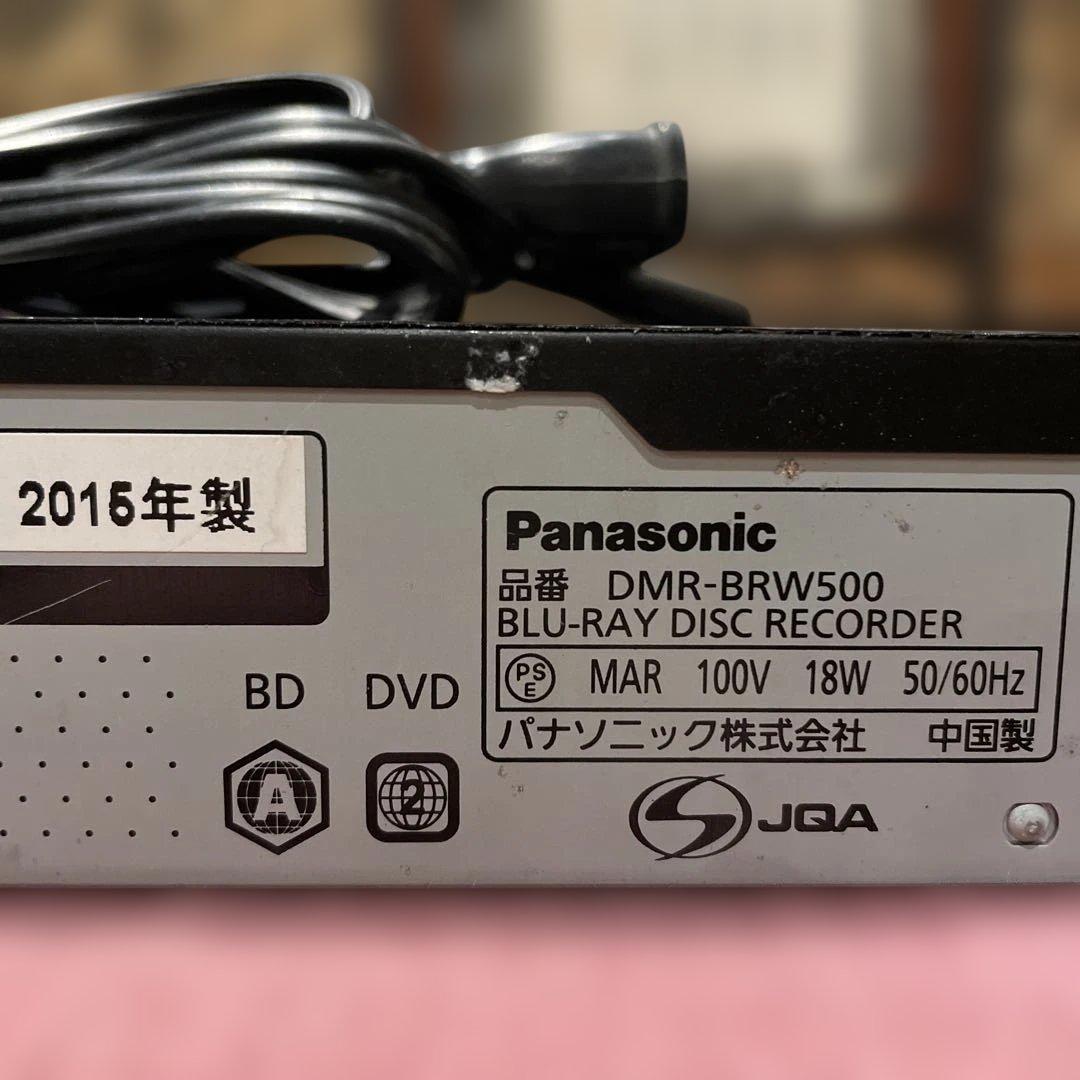 2015年製
BD
DVD
A
2
Panasonic
品番 DMR-BRW500
BLU-RAY DISC RECORDER
PS
E
MAR 100V 18W 50/60Hz
パナソニック株式会社 中国製
JQA